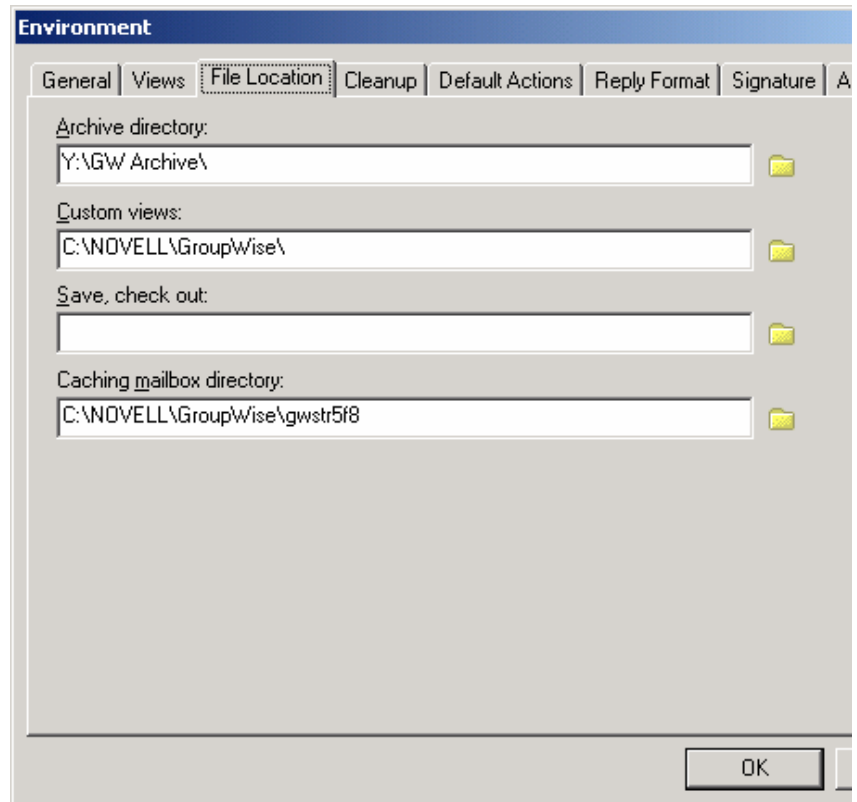 Environment
General Views File Location Cleanup Default Actions Reply Format Signature A
Archive directory:
Y:\GW Archive\
Custom views:
C:\NOVELL\GroupWise\
Save, check out:
Caching mailbox directory:
C:\NOVELL\GroupWise\gwstr5f8
OK